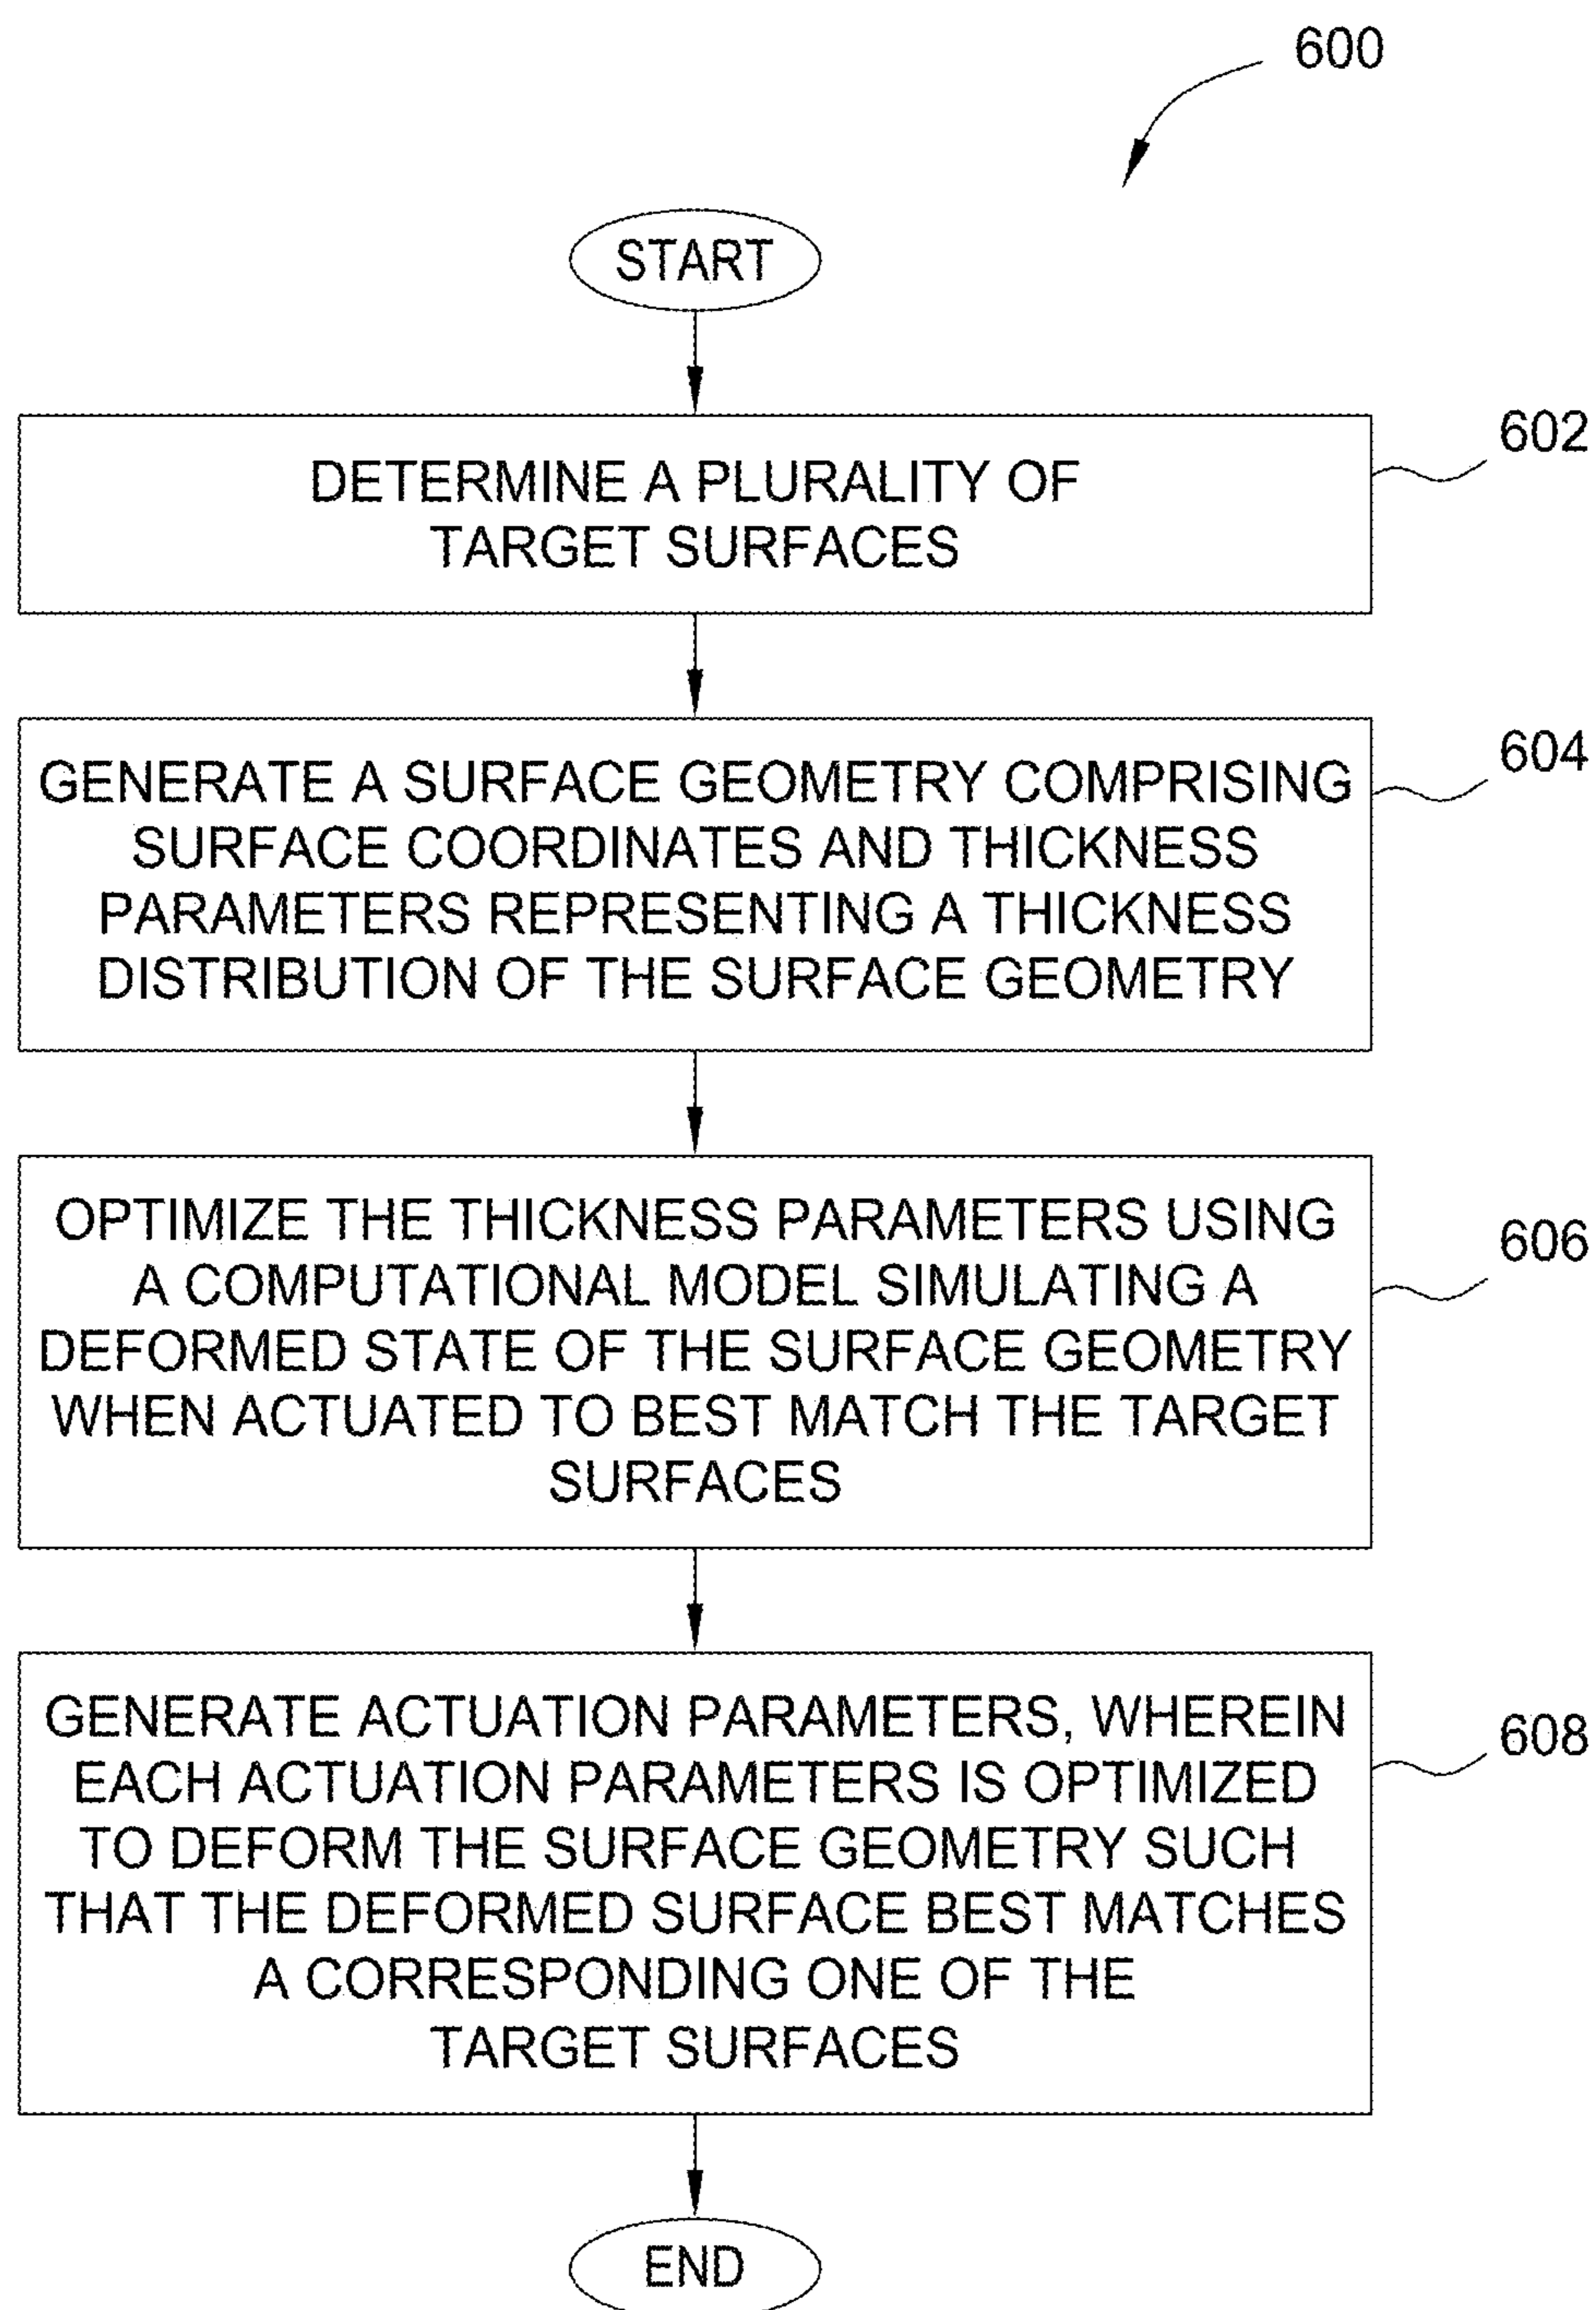 600
START
602
DETERMINE A PLURALITY OF
TARGET SURFACES
604
GENERATE A SURFACE GEOMETRY COMPRISING
SURFACE COORDINATES AND THICKNESS
PARAMETERS REPRESENTING A THICKNESS
DISTRIBUTION OF THE SURFACE GEOMETRY
606
OPTIMIZE THE THICKNESS PARAMETERS USING
A COMPUTATIONAL MODEL SIMULATING A
DEFORMED STATE OF THE SURFACE GEOMETRY
WHEN ACTUATED TO BEST MATCH THE TARGET
SURFACES
608
GENERATE ACTUATION PARAMETERS, WHEREIN
EACH ACTUATION PARAMETERS IS OPTIMIZED
TO DEFORM THE SURFACE GEOMETRY SUCH
THAT THE DEFORMED SURFACE BEST MATCHES
A CORRESPONDING ONE OF THE
TARGET SURFACES
END